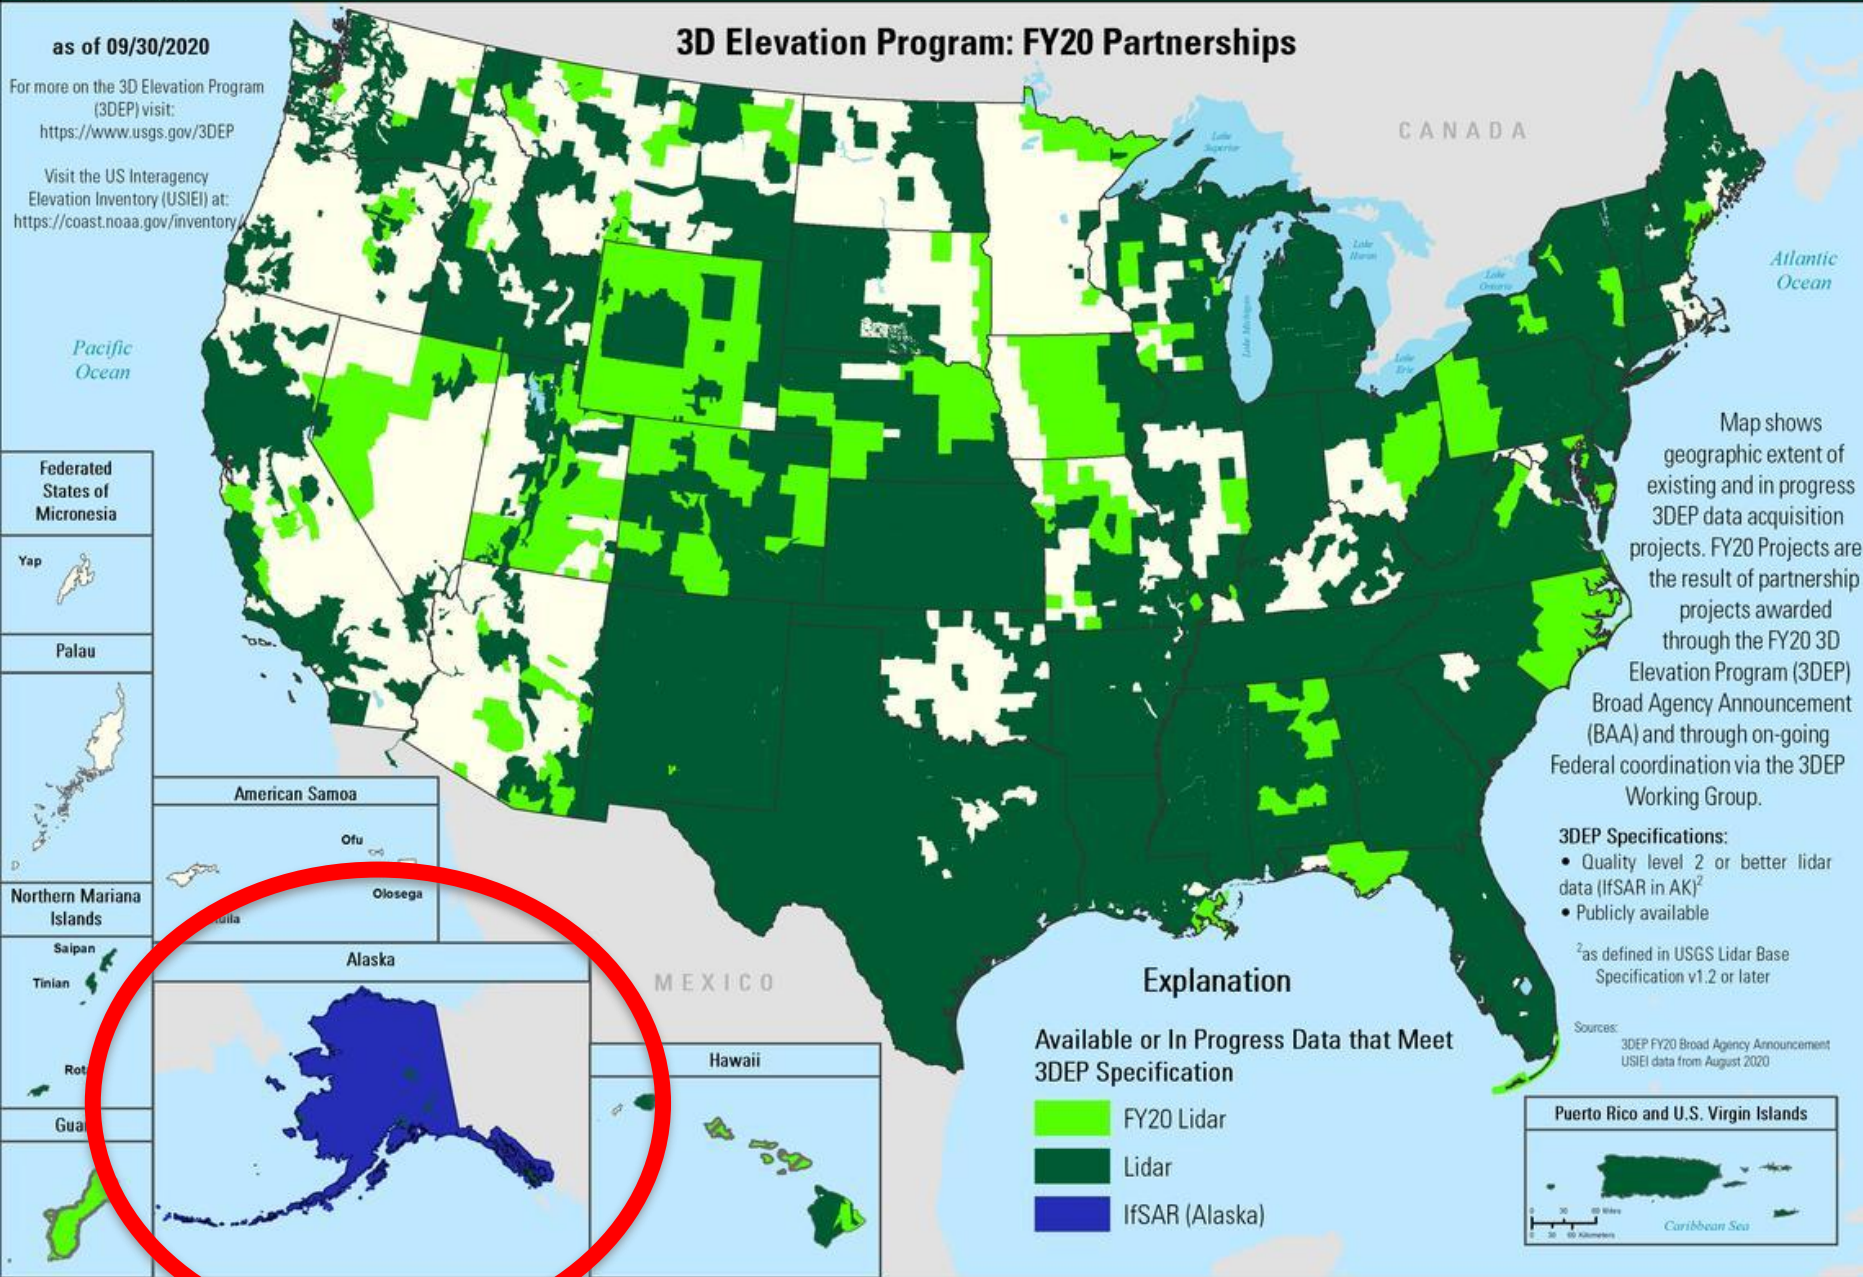 3D Elevation Program: FY20 Partnerships
as of 09/30/2020
For more on the 3D Elevation Program
(3DEP) visit:
https://www.usgs.gov/3DEP
Visit the US Interagency
Elevation Inventory (USIEI) at:
https://coast.noaa.gov/inventory/
CANADA
Lake
Superior
Lake Michigan
Lake
Huron
Lake
Ontario
Lake
Erie
Atlantic
Ocean
Pacific
Ocean
MEXICO
Federated
States of
Micronesia
Yap
Palau
Northern Mariana
Islands
Saipan
Tinian
American Samoa
Ofu
Olosega
Alaska
Hawaii
Map shows
geographic extent of
existing and in progress
3DEP data acquisition
projects. FY20 Projects are
the result of partnership
projects awarded
through the FY20 3D
Elevation Program (3DEP)
Broad Agency Announcement
(BAA) and through on-going
Federal coordination via the 3DEP
Working Group.
3DEP Specifications:
• Quality level 2 or better lidar
data (IfSAR in AK)2
• Publicly available
2as defined in USGS Lidar Base
Specification v1.2 or later
Sources:
3DEP FY20 Broad Agency Announcement
USIEI data from August 2020
Explanation
Available or In Progress Data that Meet
3DEP Specification
FY20 Lidar
Lidar
IfSAR (Alaska)
Puerto Rico and U.S. Virgin Islands
0 30 60 Miles
0 30 60 Kilometers
Caribbean Sea